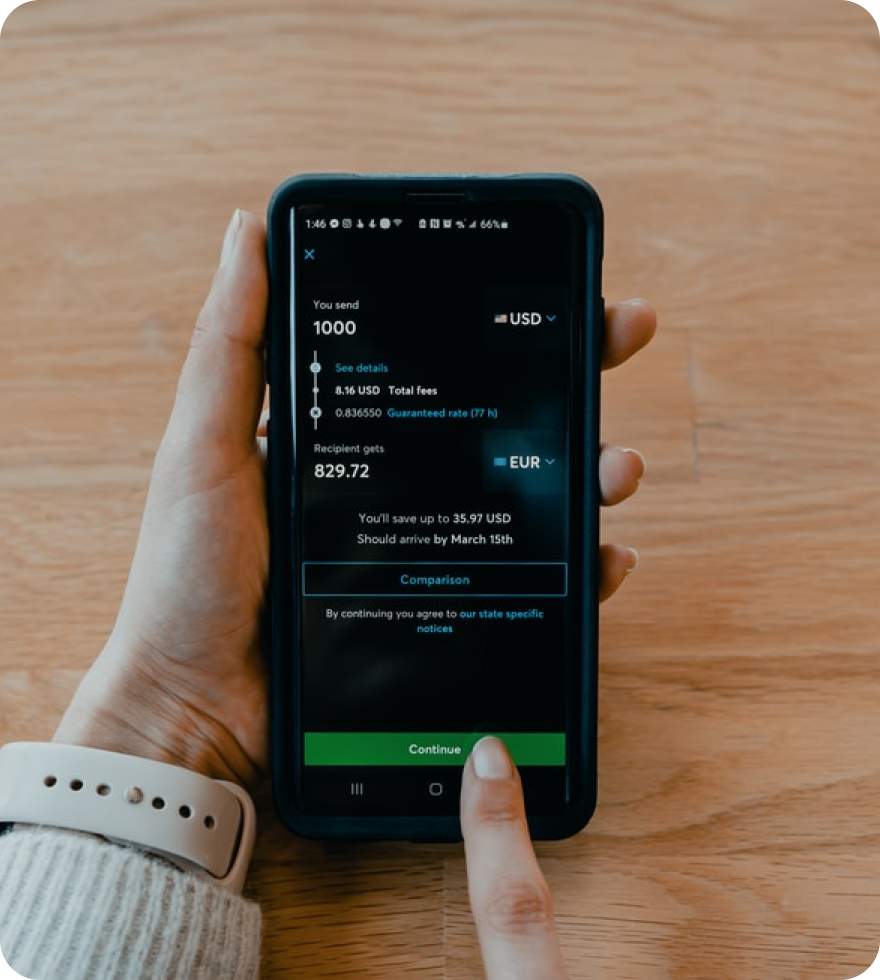 1:46 66%
You send
1000 USD
See details
8.16 USD Total fees
0.836550 Guaranteed rate (77 h)
Recipient gets
829.72 EUR
You'll save up to 35.97 USD
Should arrive by March 15th
Comparison
By continuing you agree to our state specific
notices
Continue